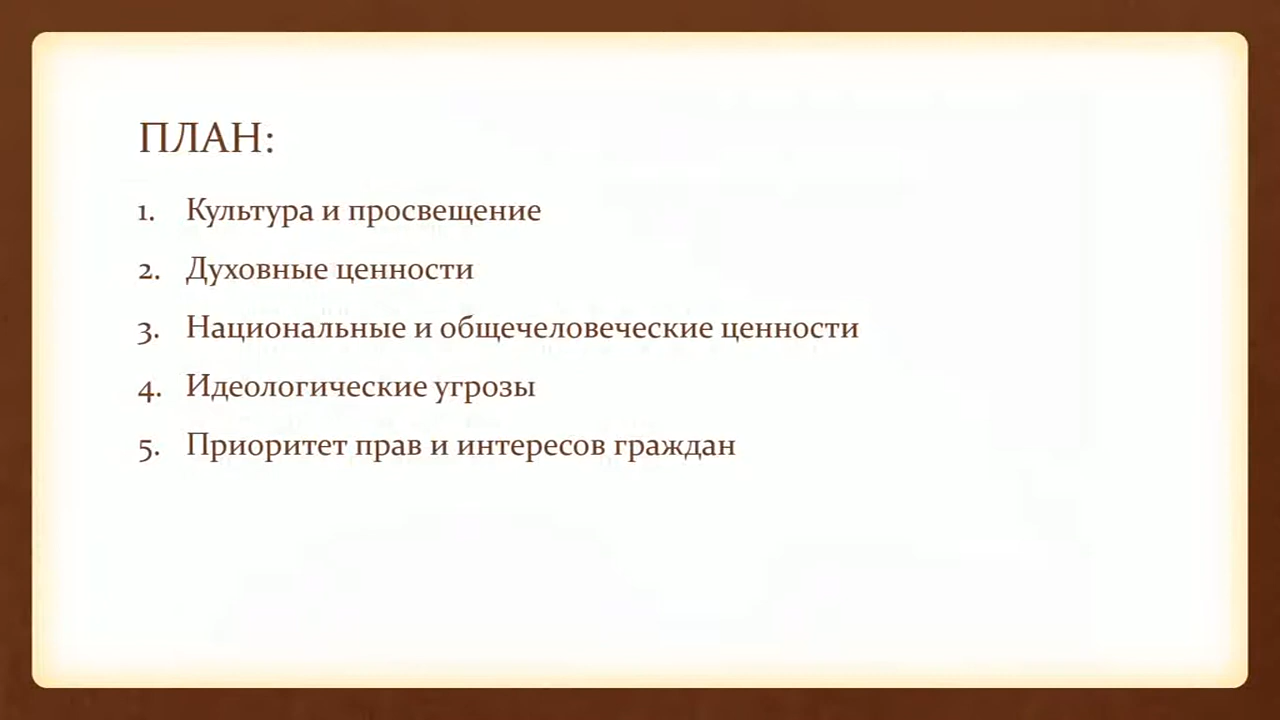 ПЛАН:
1. Культура и просвещение
2. Духовные ценности
3. Национальные и общечеловеческие ценности
4. Идеологические угрозы
5. Приоритет прав и интересов граждан